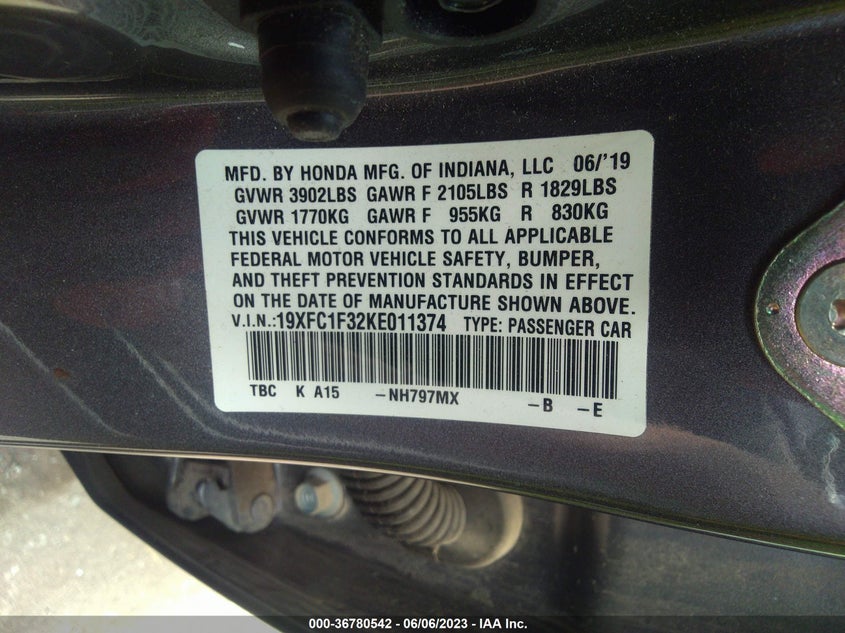 MFD. BY HONDA MFG. OF INDIANA, LLC 06/'19
GVWR 3902LBS GAWR F 2105LBS R 1829LBS
GVWR 1770KG GAWR F 955KG R 830KG
THIS VEHICLE CONFORMS TO ALL APPLICABLE
FEDERAL MOTOR VEHICLE SAFETY, BUMPER,
AND THEFT PREVENTION STANDARDS IN EFFECT
ON THE DATE OF MANUFACTURE SHOWN ABOVE.
V.I.N.:19XFC1F32KE011374 TYPE: PASSENGER CAR
TBC K A15 -NH797MX -B -E
000-36780542 - 06/06/2023 - IAA Inc.